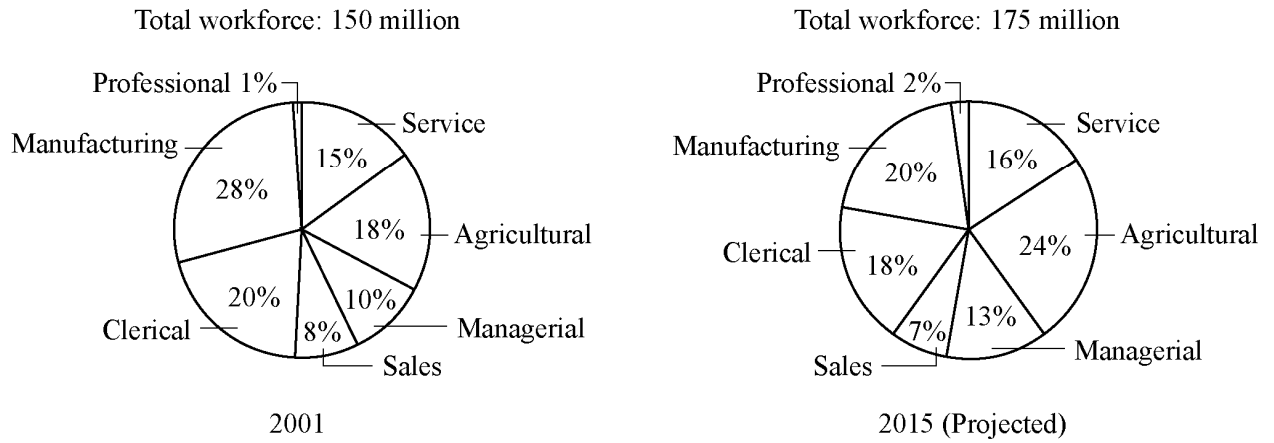 Total workforce: 150 million
Professional 1%
Service
Manufacturing
15%
28%
18%
Agricultural
20%
10%
Clerical
8%
Managerial
Sales
2001
Total workforce: 175 million
Professional 2%
Service
Manufacturing
20%
16%
Agricultural
24%
Clerical
18%
13%
7%
Managerial
Sales
2015 (Projected)